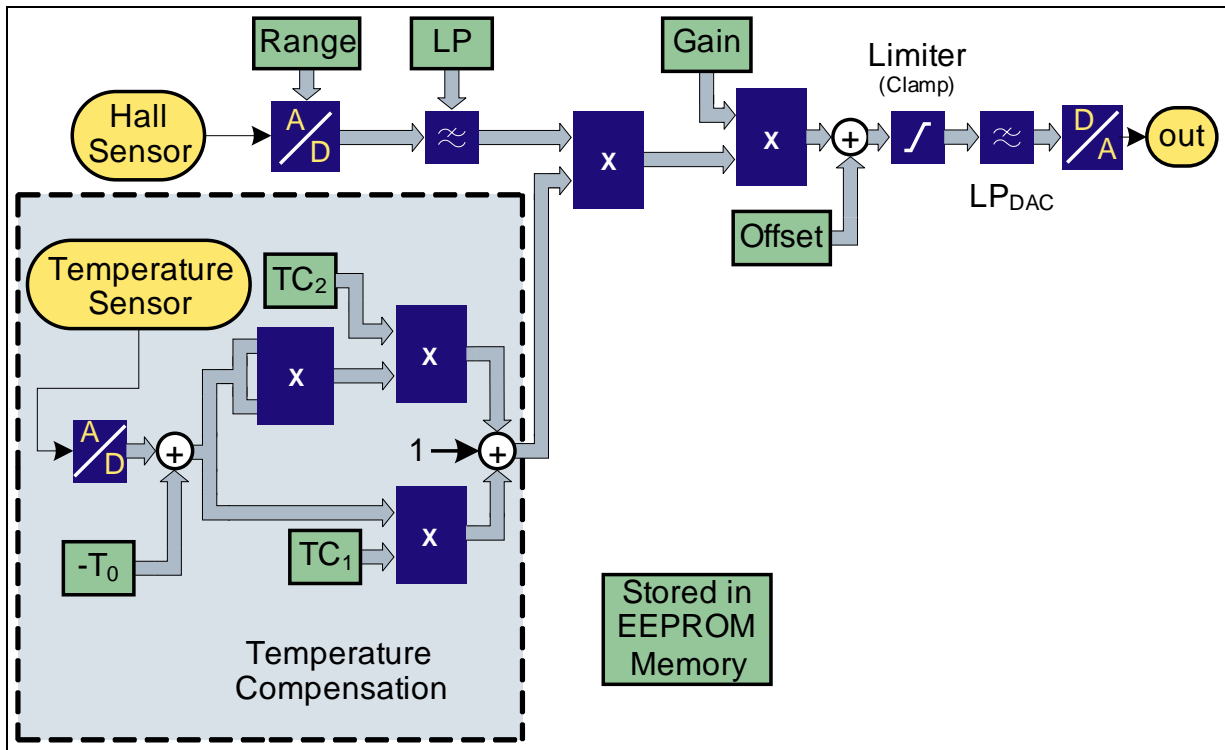 Range
LP
Gain
Limiter
(Clamp)
Hall
Sensor
A
D
X
X
+
D
A
out
LPDAC
Offset
Temperature
Sensor
TC2
X
X
A
D
+
1
+
-T0
TC1
X
Temperature
Compensation
Stored in
EEPROM
Memory